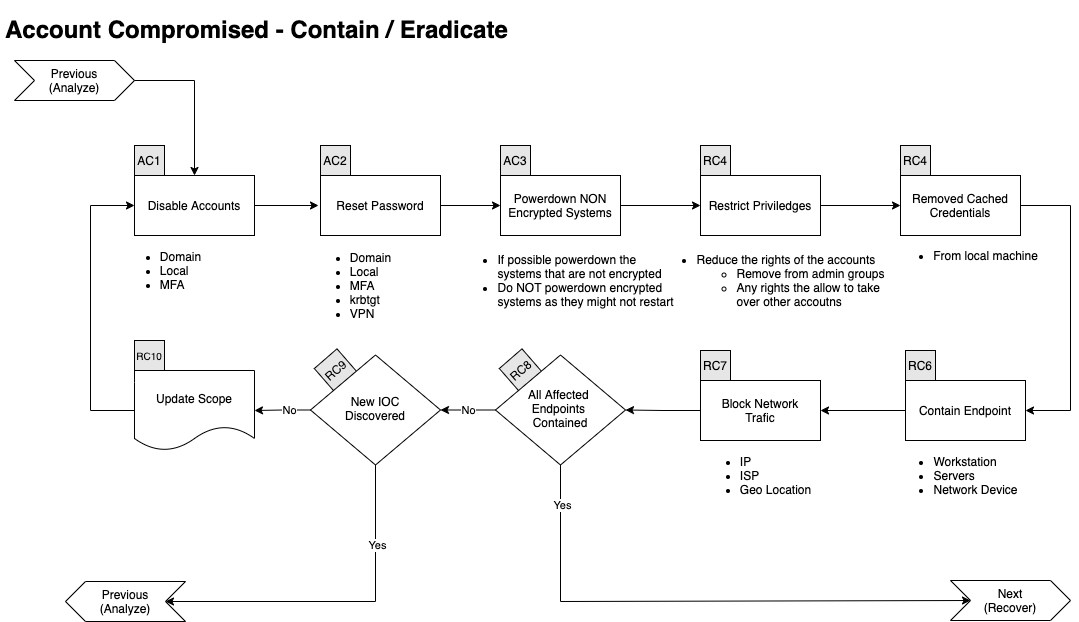 Account Compromised - Contain / Eradicate
Previous
(Analyze)
AC1
Disable Accounts
Domain
Local
MFA
AC2
Reset Password
Domain
Local
MFA
krbtgt
VPN
AC3
Powerdown NON
Encrypted Systems
If possible powerdown the
systems that are not encrypted
Do NOT powerdown encrypted
systems as they might not restart
RC4
Restrict Priviledges
Reduce the rights of the accounts
Remove from admin groups
Any rights the allow to take
over other accoutns
RC4
Removed Cached
Credentials
From local machine
RC6
Contain Endpoint
Workstation
Servers
Network Device
RC7
Block Network
Trafic
IP
ISP
Geo Location
RC8
All Affected
Endpoints
Contained
No
Yes
RC9
New IOC
Discovered
No
Yes
RC10
Update Scope
Previous
(Analyze)
Next
(Recover)